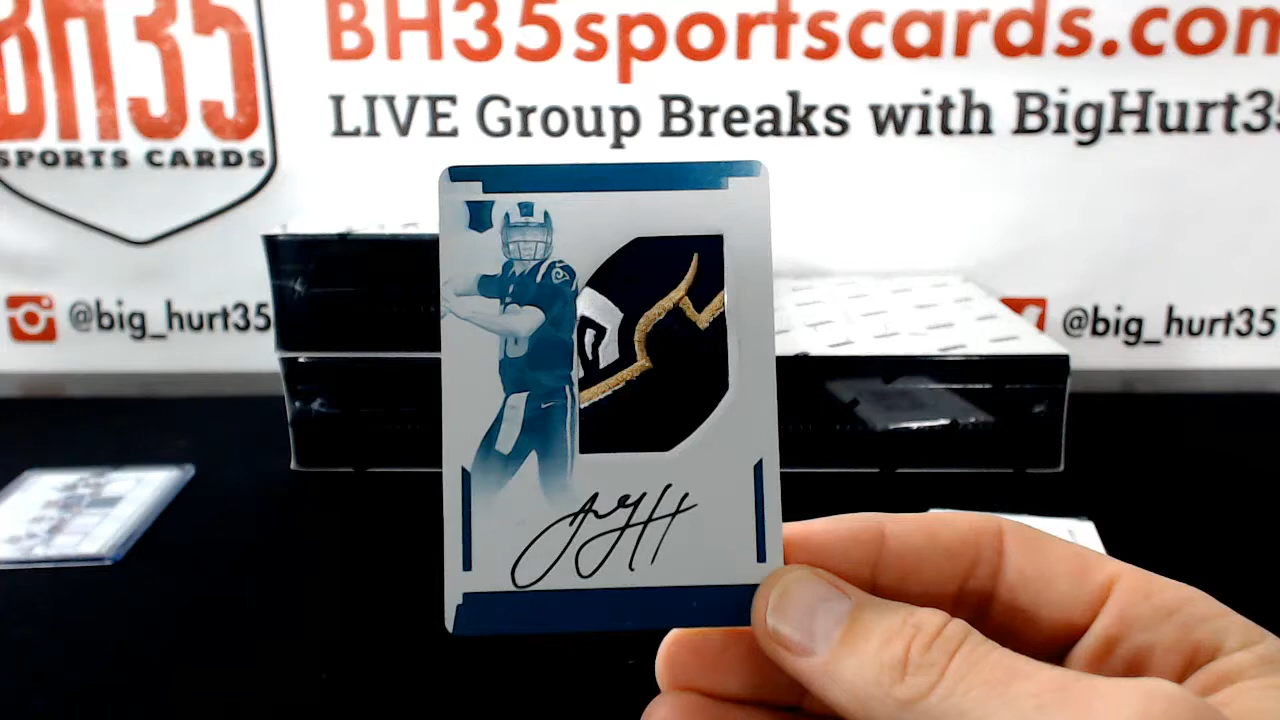 BH35
SPORTS CARDS
BH35sportscards.com
LIVE Group Breaks with BigHurt35
@big_hurt35
@big_hurt35